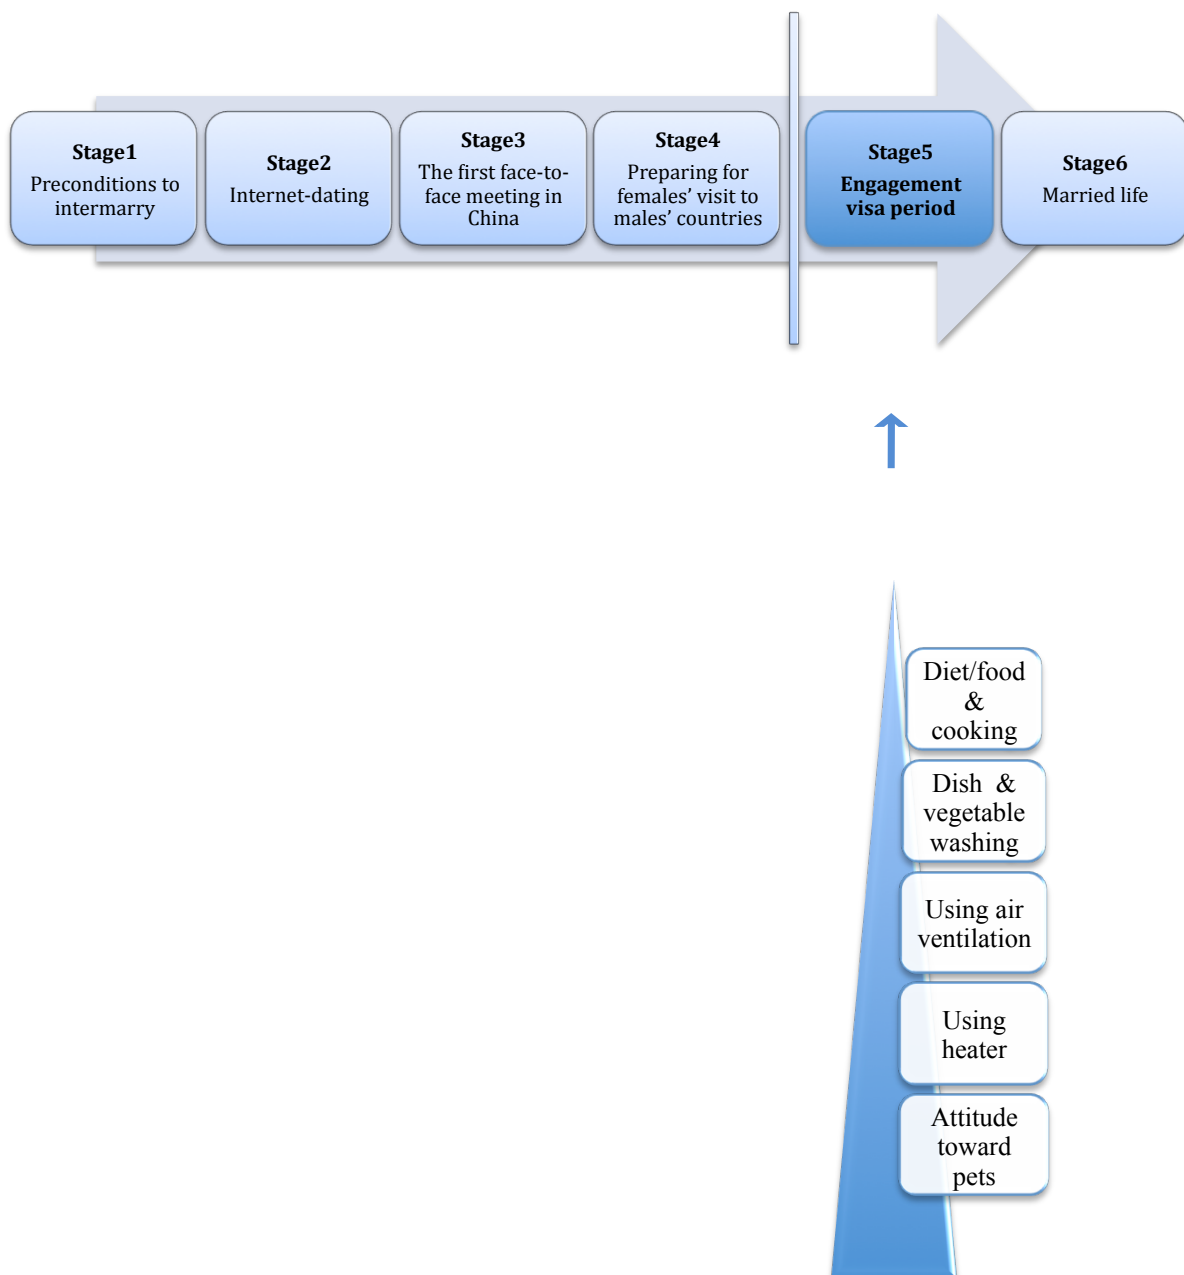 Stage1
Preconditions to
intermarry
Stage2
Internet-dating
Stage3
The first face-to-
face meeting in
China
Stage4
Preparing for
females’ visit to
males’ countries
Stage5
Engagement
visa period
Stage6
Married life
↑
Diet/food
&
cooking
Dish &
vegetable
washing
Using air
ventilation
Using
heater
Attitude
toward
pets